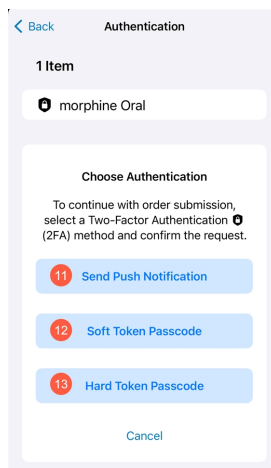 Back Authentication
1 Item
morphine Oral
Choose Authentication
To continue with order submission,
select a Two-Factor Authentication
(2FA) method and confirm the request.
11 Send Push Notification
12 Soft Token Passcode
13 Hard Token Passcode
Cancel